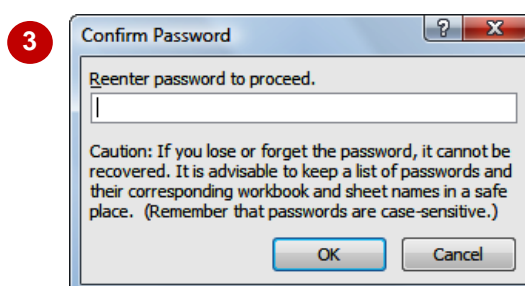 3
Confirm Password
?
Reenter password to proceed.
Caution: If you lose or forget the password, it cannot be
recovered. It is advisable to keep a list of passwords and
their corresponding workbook and sheet names in a safe
place. (Remember that passwords are case-sensitive.)
OK Cancel